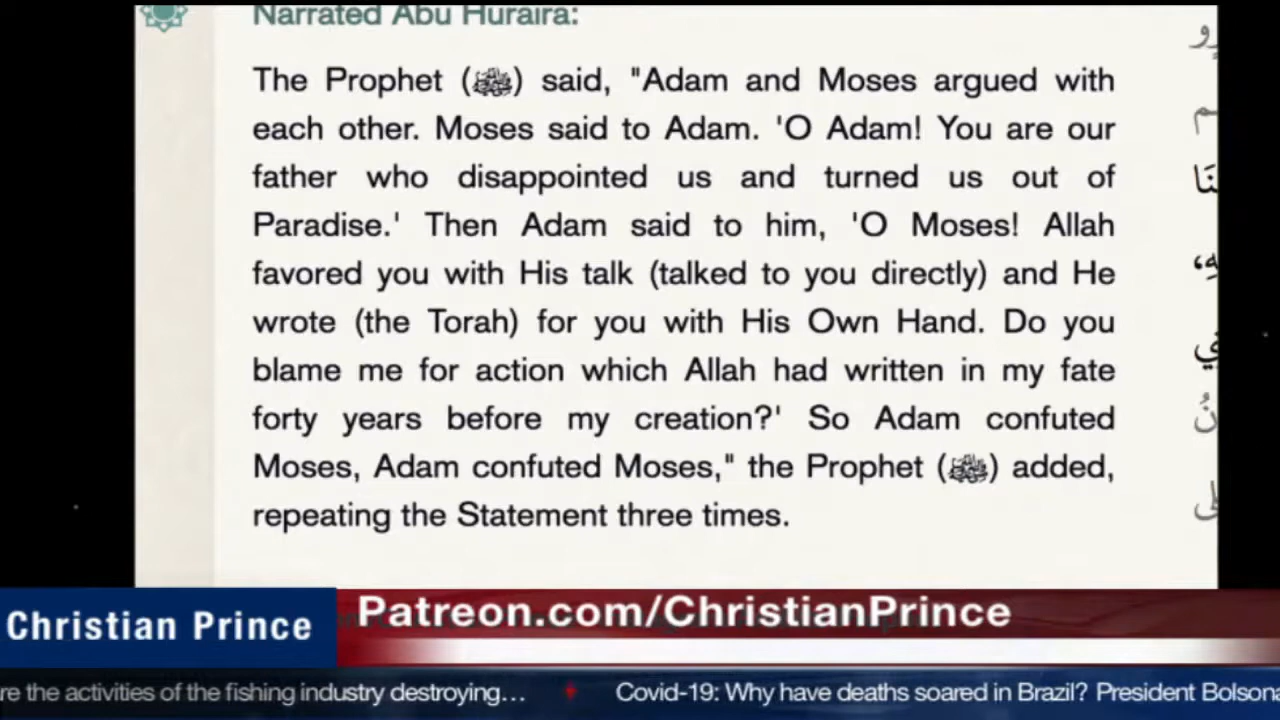 Narrated Abu Huraira:
The Prophet (ﷺ) said, "Adam and Moses argued with
each other. Moses said to Adam. 'O Adam! You are our
father who disappointed us and turned us out of
Paradise.' Then Adam said to him, 'O Moses! Allah
favored you with His talk (talked to you directly) and He
wrote (the Torah) for you with His Own Hand. Do you
blame me for action which Allah had written in my fate
forty years before my creation?' So Adam confuted
Moses, Adam confuted Moses," the Prophet (ﷺ) added,
repeating the Statement three times.
Christian Prince
Patreon.com/ChristianPrince
re the activities of the fishing industry destroying... Covid-19: Why have deaths soared in Brazil? President Bolsona